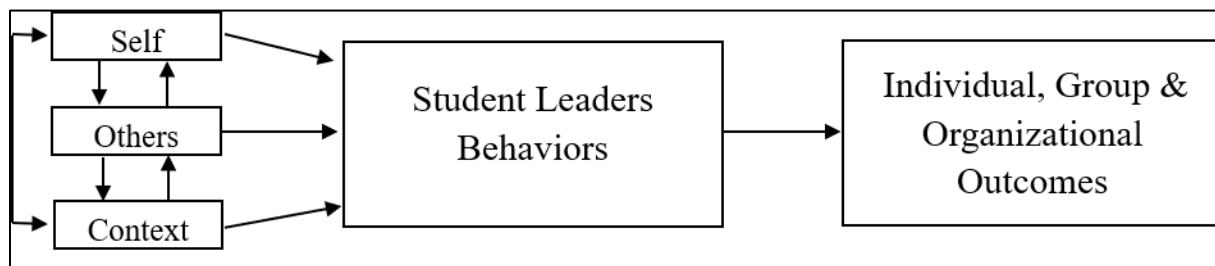 Self
Others
Context
Student Leaders
Behaviors
Individual, Group &
Organizational
Outcomes